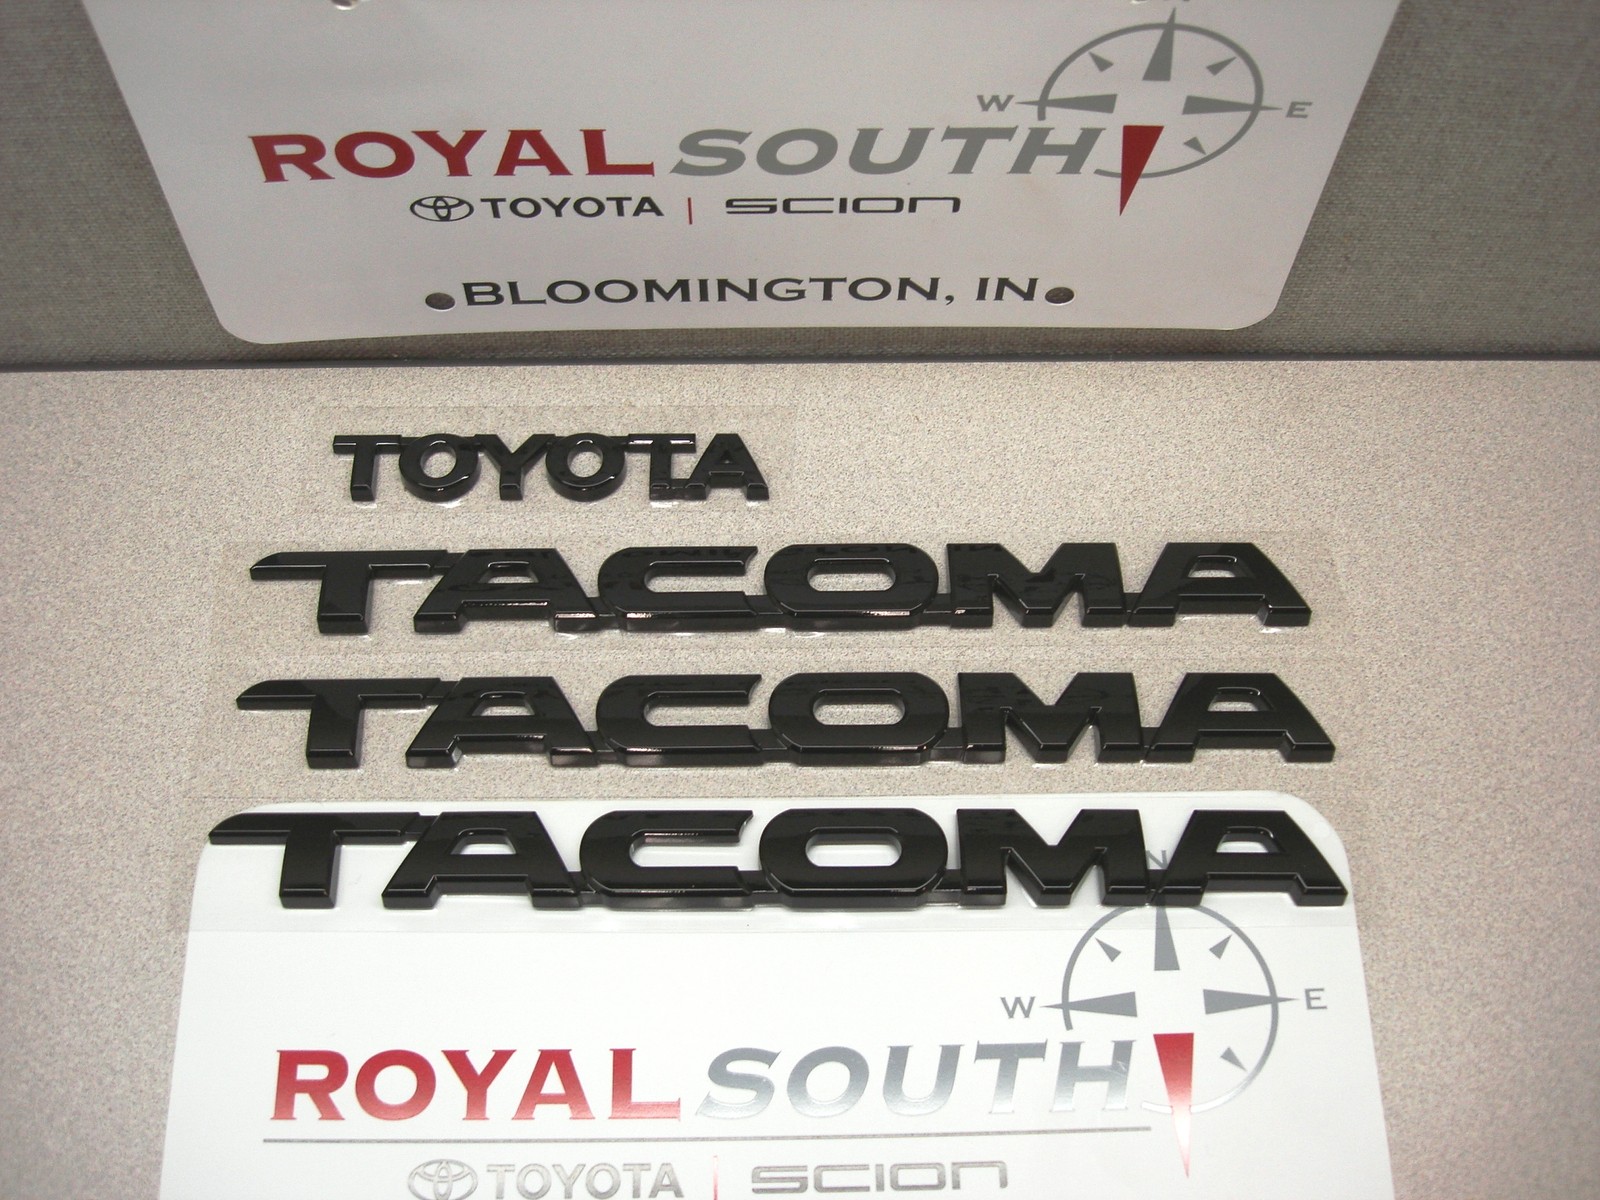 W E
ROYAL SOUTH
TOYOTA | SCION
BLOOMINGTON, IN
TOYOTA
TACOMA
TACOMA
TACOMA
N
W E
ROYAL SOUTH
TOYOTA | SCION